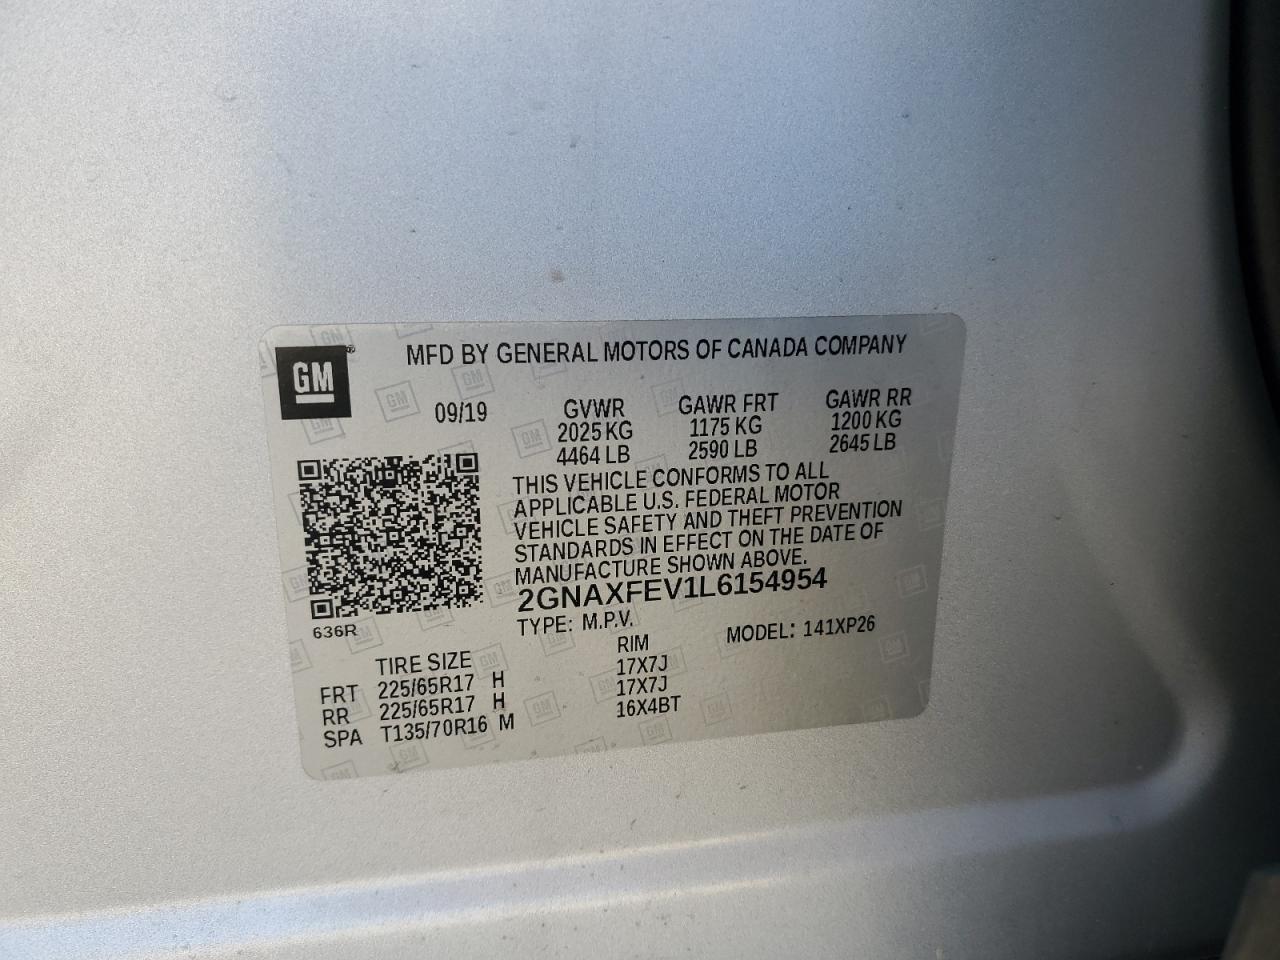 GM
MFD BY GENERAL MOTORS OF CANADA COMPANY
09/19
GVWR GAWR FRT GAWR RR
2025 KG 1175 KG 1200 KG
4464 LB 2590 LB 2645 LB
THIS VEHICLE CONFORMS TO ALL
APPLICABLE U.S. FEDERAL MOTOR
VEHICLE SAFETY AND THEFT PREVENTION
STANDARDS IN EFFECT ON THE DATE OF
MANUFACTURE SHOWN ABOVE.
2GNAXFEV1L6154954
636R
TYPE: M.P.V. MODEL: 141XP26
TIRE SIZE RIM
FRT 225/65R17 H 17X7J
RR 225/65R17 H 17X7J
SPA T135/70R16 M 16X4BT